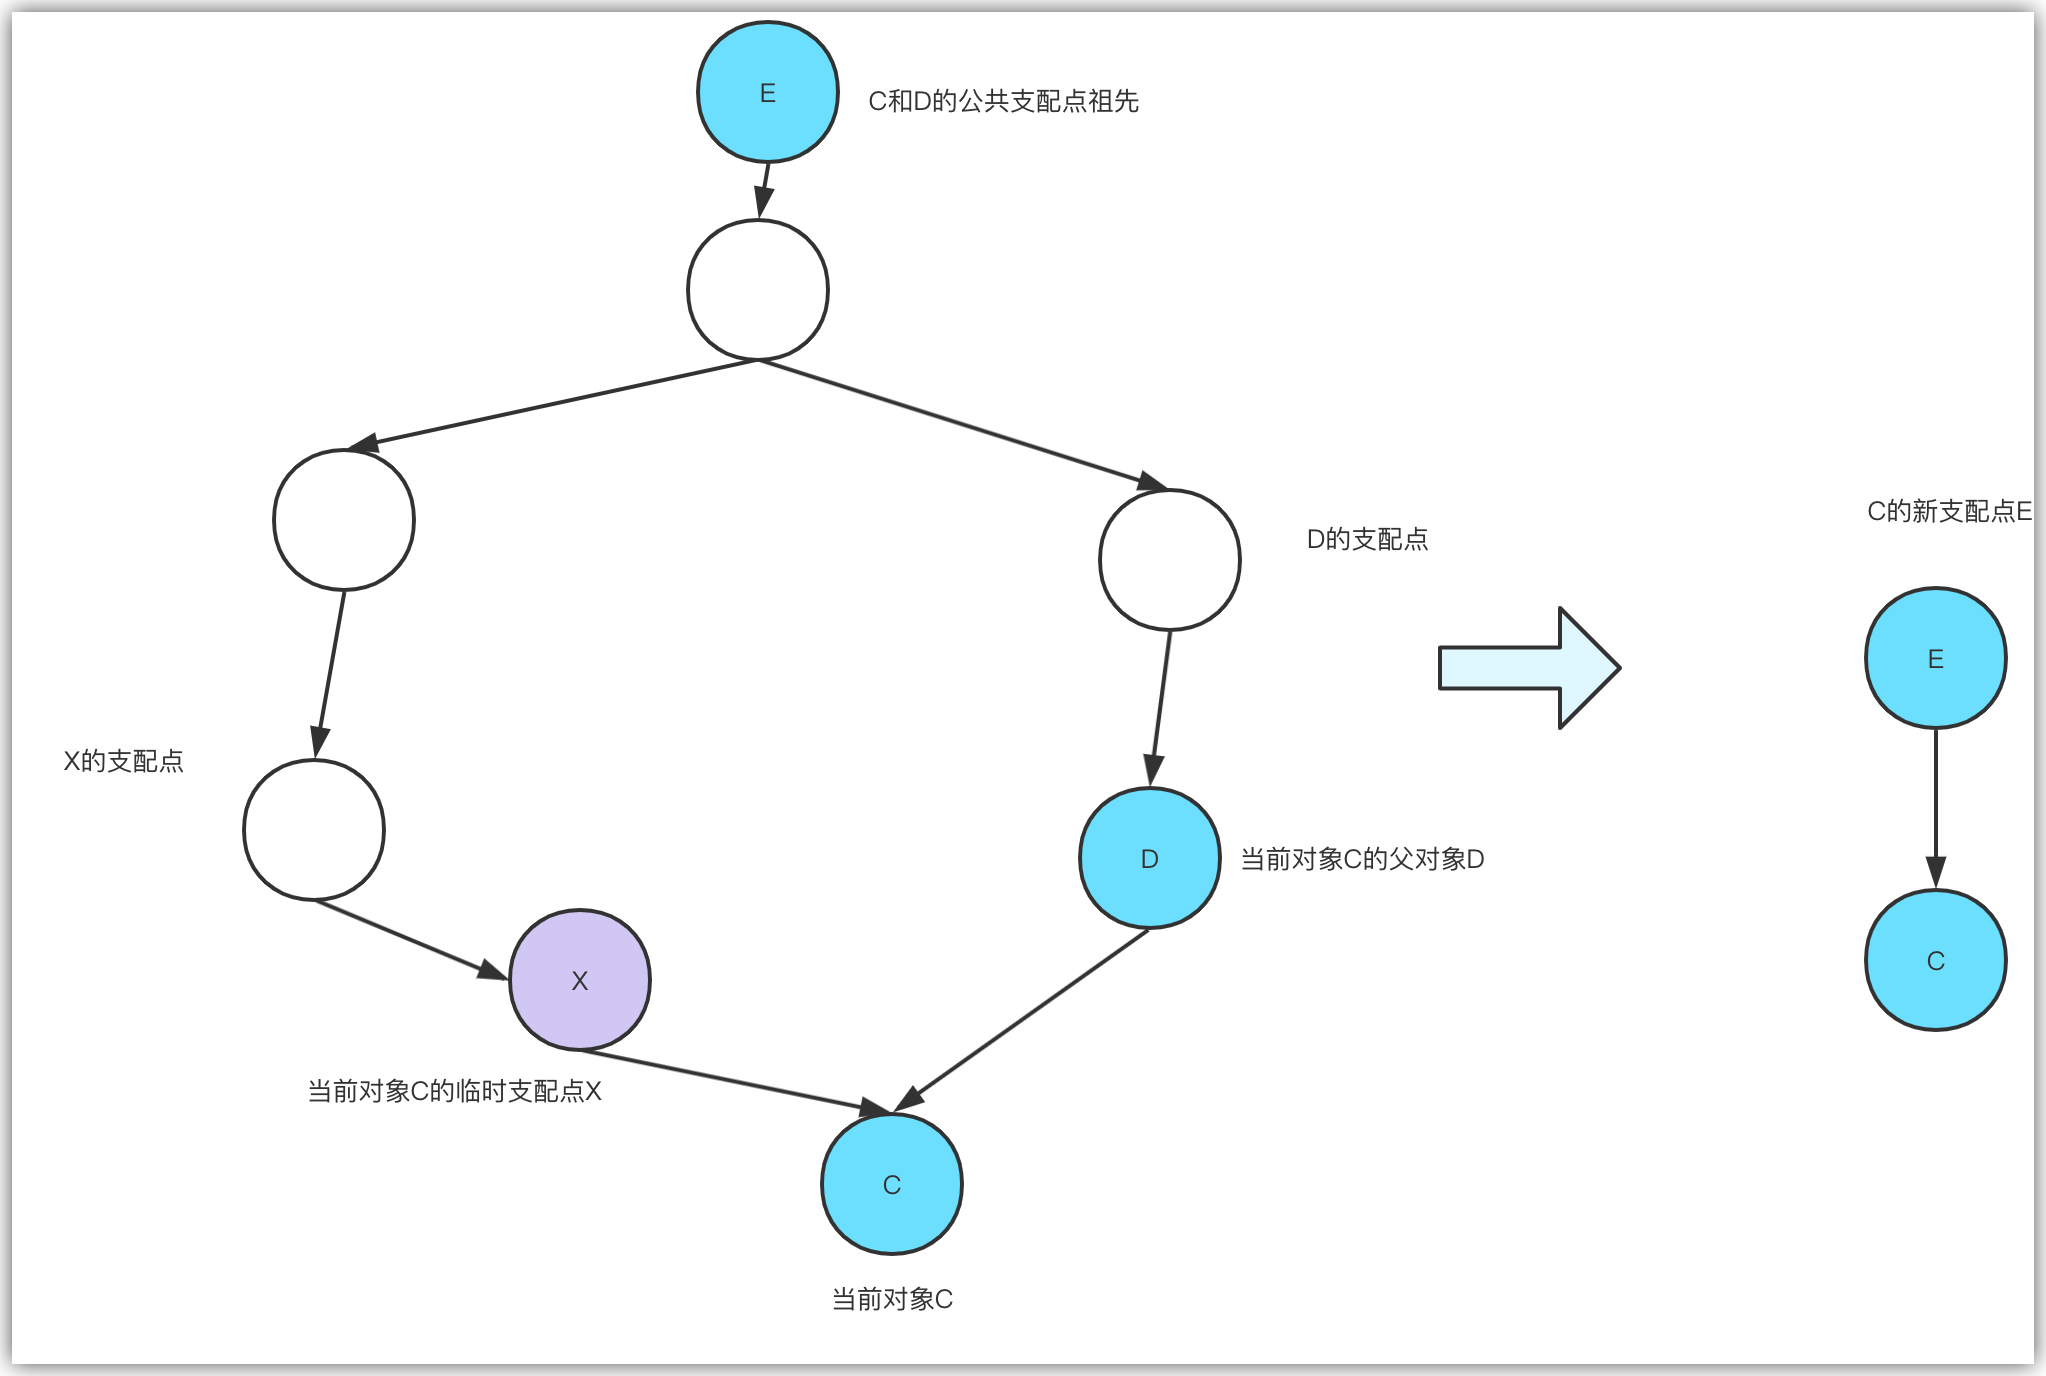 E
C和D的公共支配点祖先
C的新支配点E
D的支配点
E
X的支配点
D
当前对象C的父对象D
C
X
当前对象C的临时支配点X
C
当前对象C